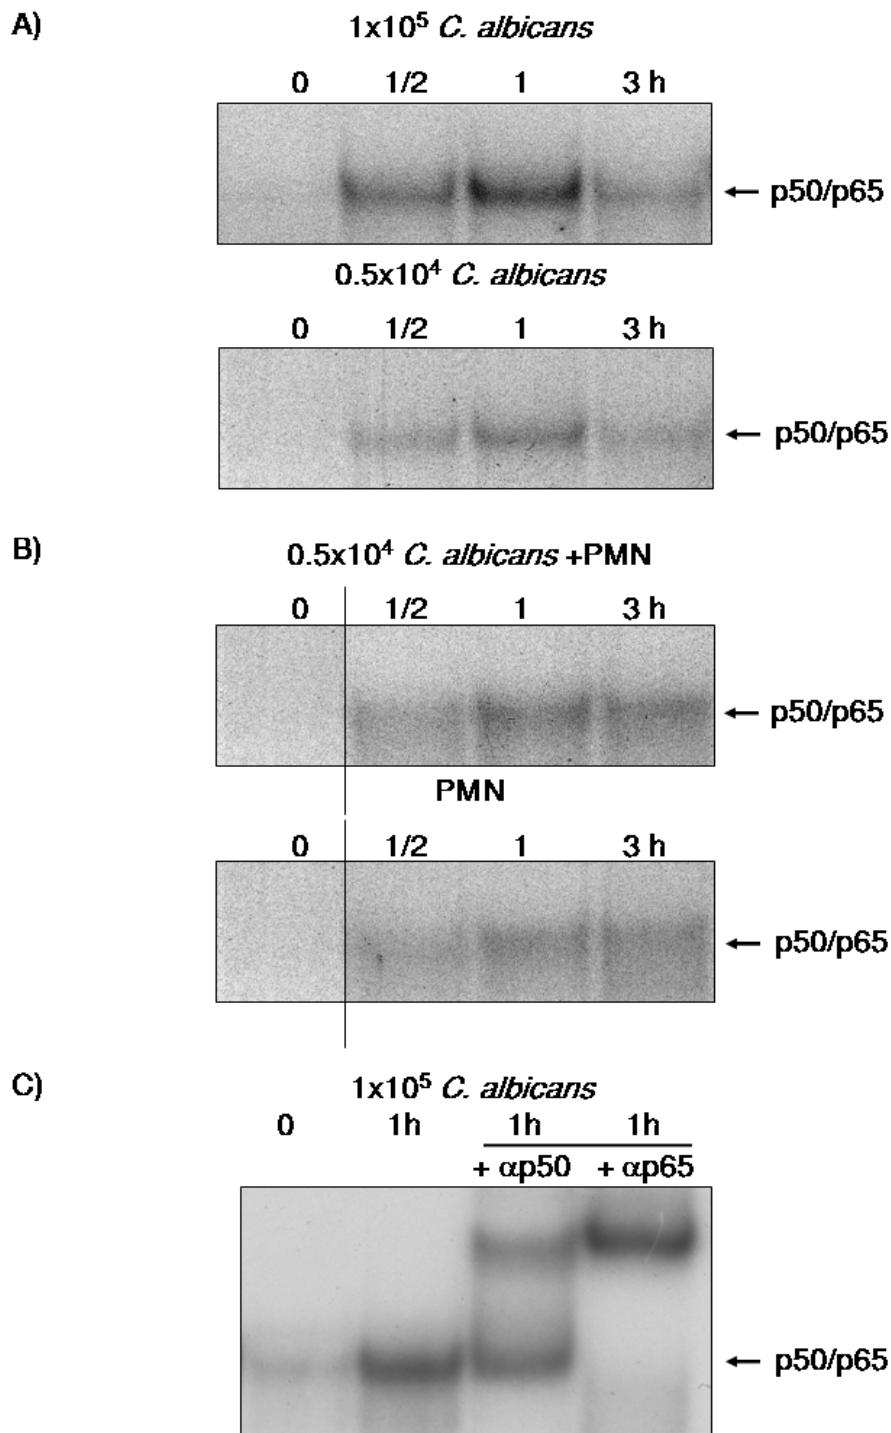 A)
1x10⁵ C. albicans
0 1/2 1 3 h
← p50/p65
0.5x10⁴ C. albicans
0 1/2 1 3 h
← p50/p65
B)
0.5x10⁴ C. albicans +PMN
0 1/2 1 3 h
← p50/p65
PMN
0 1/2 1 3 h
← p50/p65
C)
1x10⁵ C. albicans
0 1h 1h 1h
+ αp50 + αp65
← p50/p65